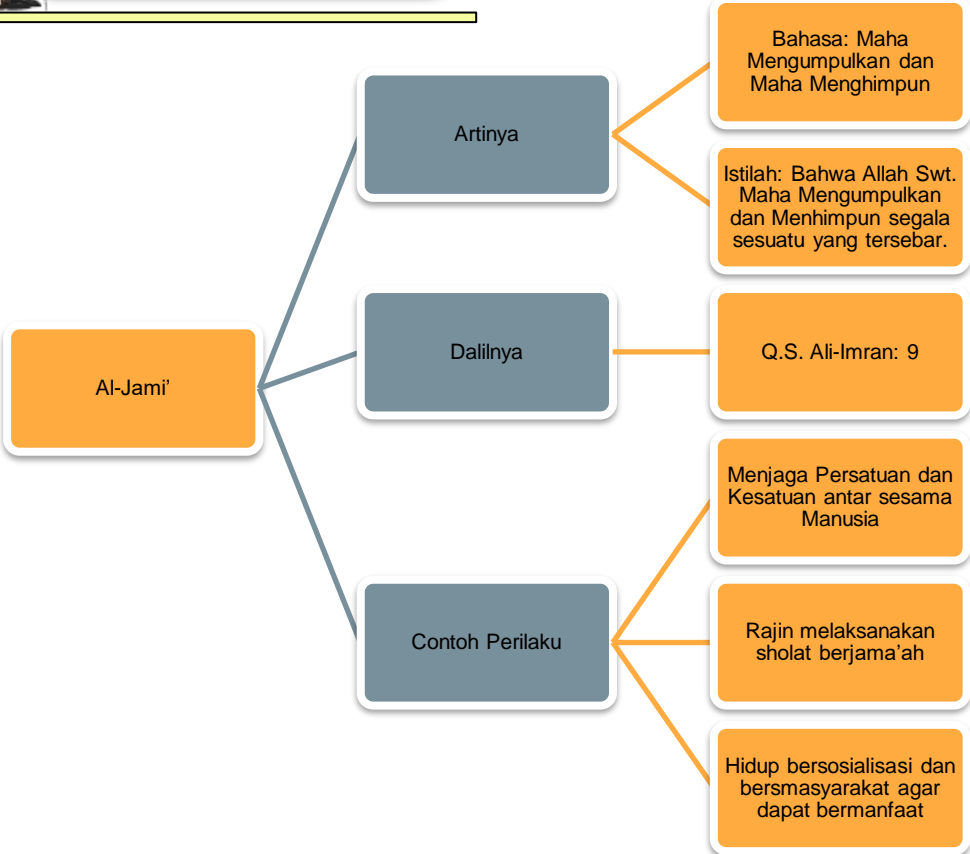 Al-Jami’
Artinya
Bahasa: Maha
Mengumpulkan dan
Maha Menghimpun
Istilah: Bahwa Allah Swt.
Maha Mengumpulkan
dan Menhimpun segala
sesuatu yang tersebar.
Dalilnya
Q.S. Ali-Imran: 9
Contoh Perilaku
Menjaga Persatuan dan
Kesatuan antar sesama
Manusia
Rajin melaksanakan
sholat berjama’ah
Hidup bersosialisasi dan
bersmasyarakat agar
dapat bermanfaat